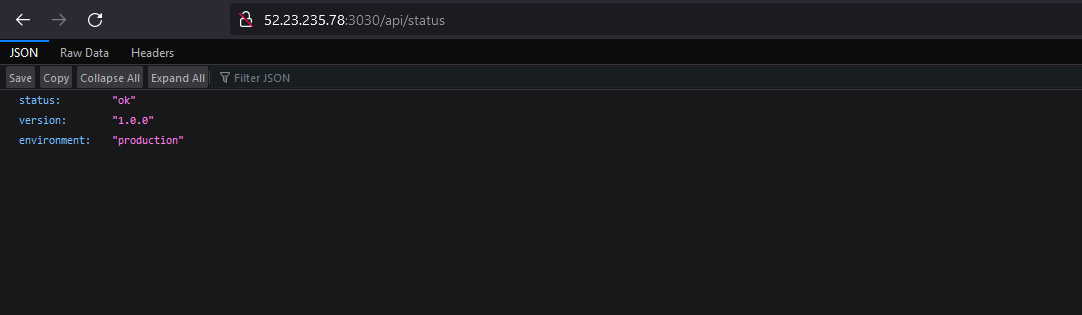 52.23.235.78:3030/api/status
JSON Raw Data Headers
Save Copy Collapse All Expand All Filter JSON
status: "ok"
version: "1.0.0"
environment: "production"